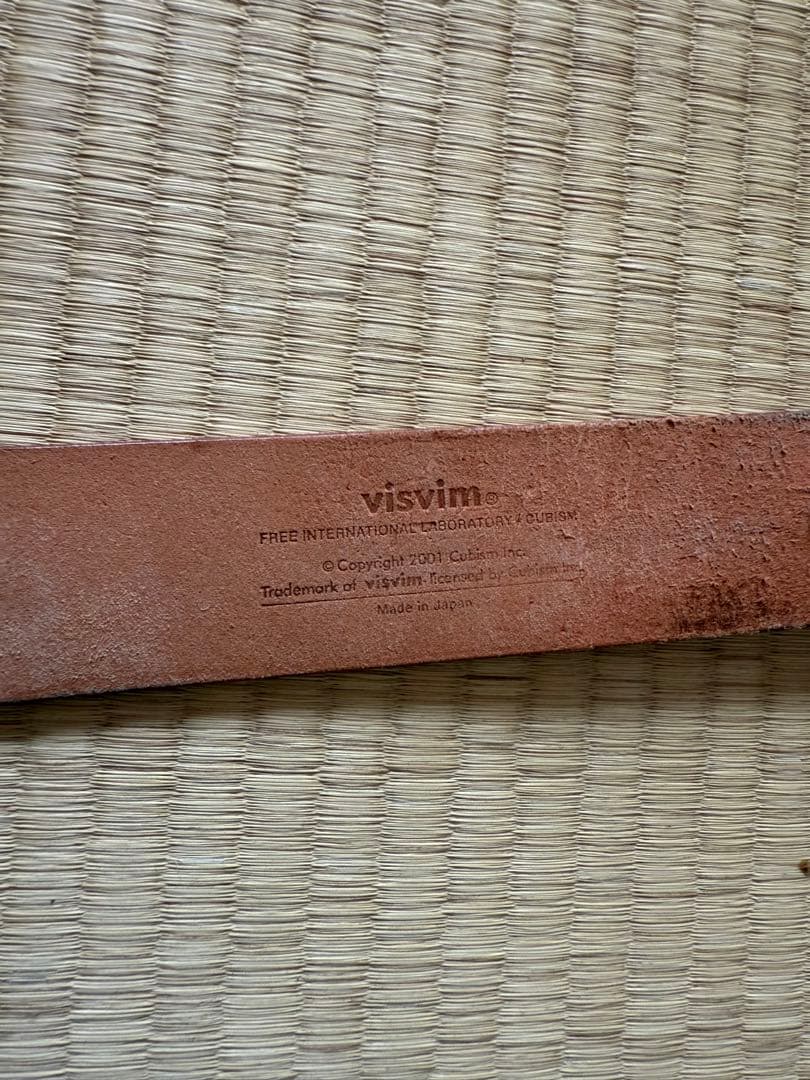 visvim®
FREE INTERNATIONAL LABORATORY / CUBISM
© Copyright 2001 Cubism Inc.
Trademark of visvim. licensed by Cubism Inc.
Made in Japan